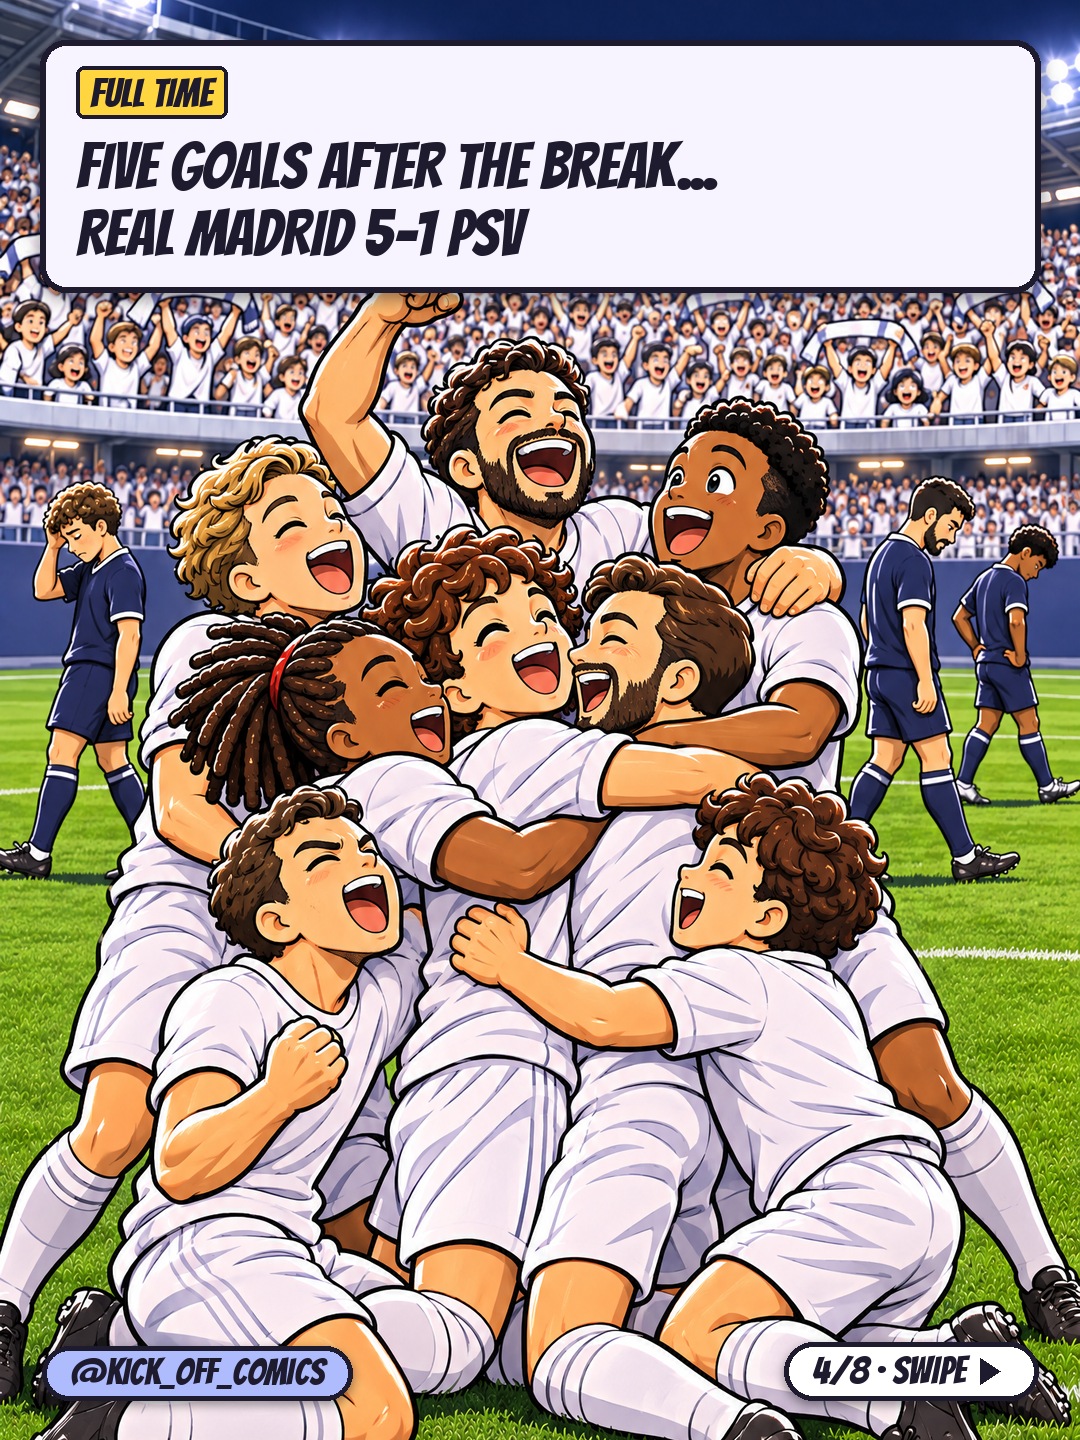 FULL TIME
FIVE GOALS AFTER THE BREAK...
REAL MADRID 5-1 PSV
@KICK_OFF_COMICS
4/8 • SWIPE ▶